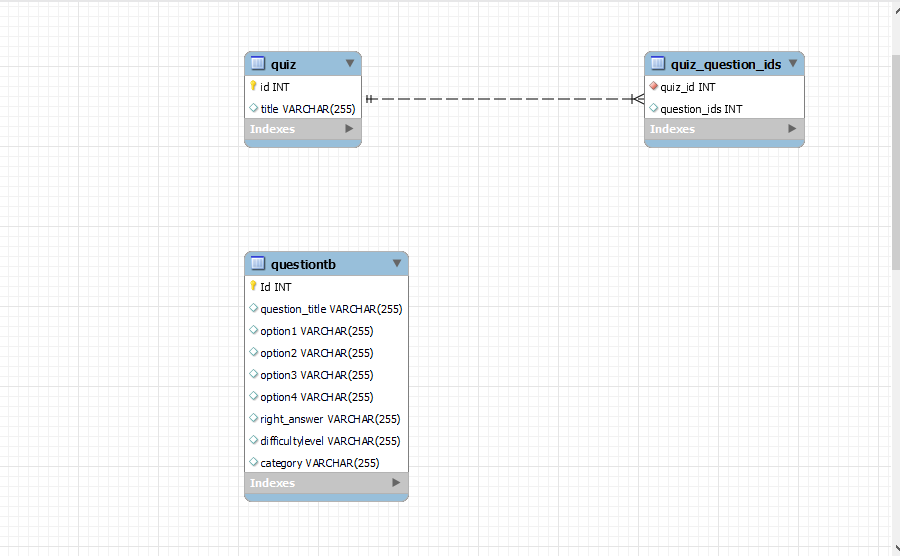 quiz
id INT
title VARCHAR(255)
Indexes
quiz_question_ids
quiz_id INT
question_ids INT
Indexes
questiontb
Id INT
question_title VARCHAR(255)
option1 VARCHAR(255)
option2 VARCHAR(255)
option3 VARCHAR(255)
option4 VARCHAR(255)
right_answer VARCHAR(255)
difficultylevel VARCHAR(255)
category VARCHAR(255)
Indexes